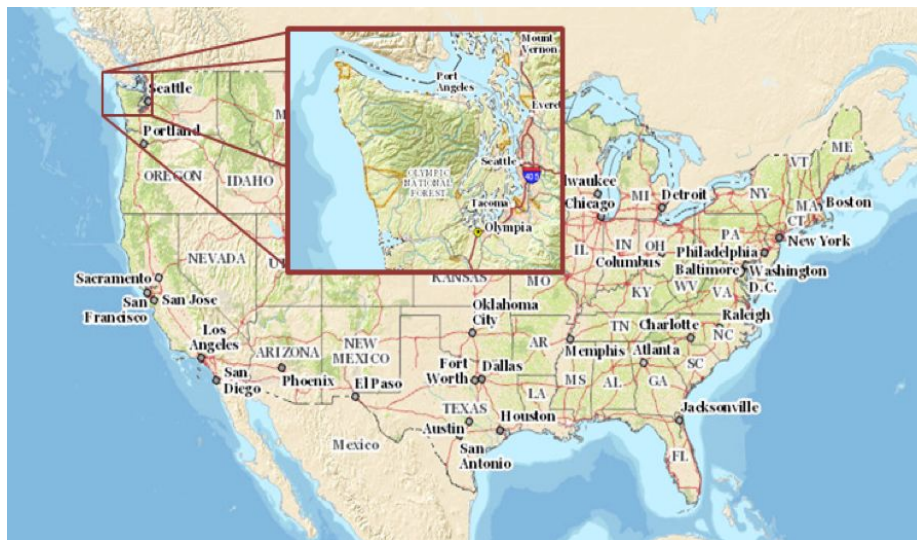 Mount
Vernon
Port
Angeles
Everet
Seattle
OLYMPIC
NATIONAL
FOREST
405
Tacoma
Olympia
Seattle
Portland
OREGON
IDAHO
M
NEVADA
UT
Sacramento
San
Francisco
San Jose
Los
Angeles
San
Diego
ARIZONA
Phoenix
NEW
MEXICO
El Paso
Mexico
KANSAS
Oklahoma
City
Fort
Worth
Dallas
TEXAS
Austin
Houston
San
Antonio
MO
AR
LA
MS
AL
GA
TN
KY
Memphis
Atlanta
Charlotte
Raleigh
NC
SC
Jacksonville
FL
lwaukee
Chicago
MI
Detroit
IL
IN
OH
Columbus
WV
VA
PA
NY
VT
ME
MA
CT
Boston
New York
Philadelphia
Baltimore
Washington
D.C.